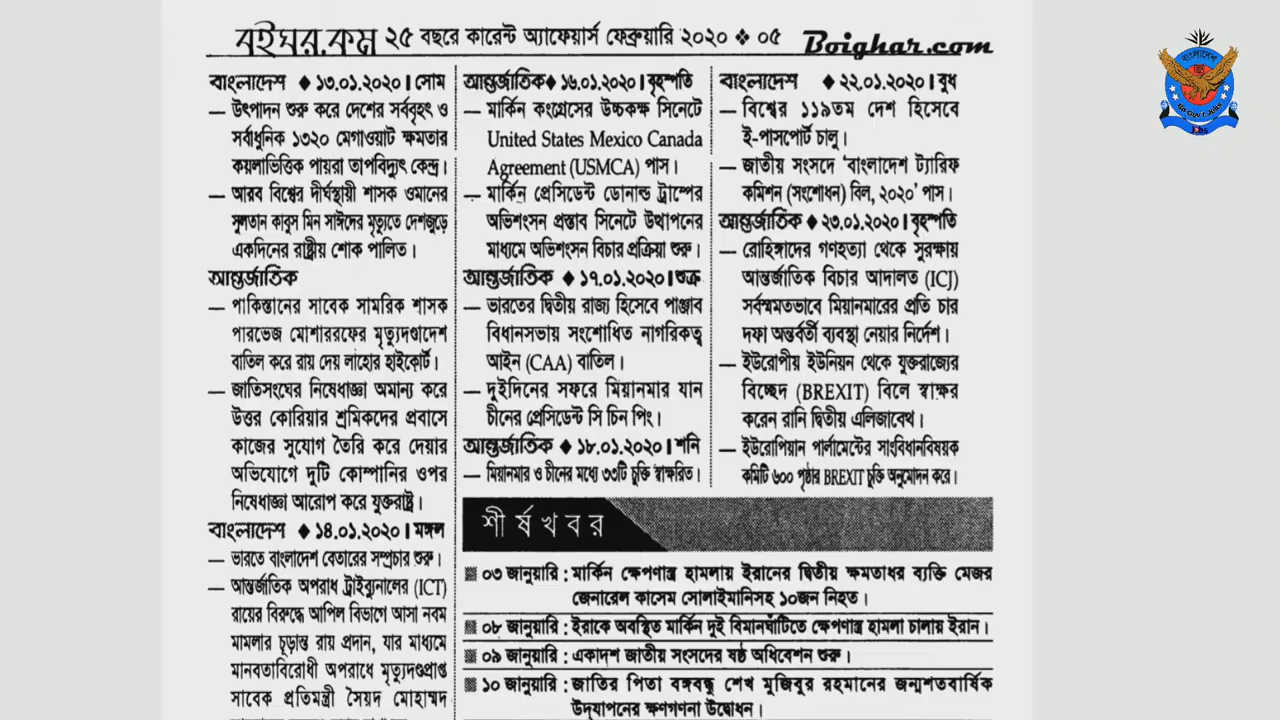 বইঘর.কম ২৫ বছরে কারেন্ট অ্যাফেয়ার্স ফেব্রুয়ারি ২০২০ ❖ ০৫ Boighar.com
বাংলাদেশ ◆ ১৩.০১.২০২০। সোম
— উৎপাদন শুরু করে দেশের সর্ববৃহৎ ও
সর্বাধুনিক ১৩২০ মেগাওয়াট ক্ষমতার
কয়লাভিত্তিক পায়রা তাপবিদ্যুৎ কেন্দ্র।
— আরব বিশ্বের দীর্ঘস্থায়ী শাসক ওমানের
সুলতান কাবুস মিন সাঈদের মৃত্যুতে দেশজুড়ে
একদিনের রাষ্ট্রীয় শোক পালিত।
আন্তর্জাতিক
— পাকিস্তানের সাবেক সামরিক শাসক
পারভেজ মোশাররফের মৃত্যুদণ্ডাদেশ
বাতিল করে রায় দেয় লাহোর হাইকোর্ট।
— জাতিসংঘের নিষেধাজ্ঞা অমান্য করে
উত্তর কোরিয়ার শ্রমিকদের প্রবাসে
কাজের সুযোগ তৈরি করে দেয়ার
অভিযোগে দুটি কোম্পানির ওপর
নিষেধাজ্ঞা আরোপ করে যুক্তরাষ্ট্র।
বাংলাদেশ ◆ ১৪.০১.২০২০। মঙ্গল
— ভারতে বাংলাদেশ বেতারের সম্প্রচার শুরু।
— আন্তর্জাতিক অপরাধ ট্রাইব্যুনালের (ICT)
রায়ের বিরুদ্ধে আপিল বিভাগে আসা নবম
মামলার চূড়ান্ত রায় প্রদান, যার মাধ্যমে
মানবতাবিরোধী অপরাধে মৃত্যুদণ্ডপ্রাপ্ত
সাবেক প্রতিমন্ত্রী সৈয়দ মোহাম্মদ
আন্তর্জাতিক◆ ১৬.০১.২০২০। বৃহস্পতি
— মার্কিন কংগ্রেসের উচ্চকক্ষ সিনেটে
United States Mexico Canada
Agreement (USMCA) পাস।
— মার্কিন প্রেসিডেন্ট ডোনাল্ড ট্রাম্পের
অভিশংসন প্রস্তাব সিনেটে উত্থাপনের
মাধ্যমে অভিশংসন বিচার প্রক্রিয়া শুরু।
আন্তর্জাতিক ◆ ১৭.০১.২০২০। শুক্র
— ভারতের দ্বিতীয় রাজ্য হিসেবে পাঞ্জাব
বিধানসভায় সংশোধিত নাগরিকত্ব
আইন (CAA) বাতিল।
— দুইদিনের সফরে মিয়ানমার যান
চীনের প্রেসিডেন্ট সি চিন পিং।
আন্তর্জাতিক ◆ ১৮.০১.২০২০। শনি
— মিয়ানমার ও চীনের মধ্যে ৩৩টি চুক্তি স্বাক্ষরিত।
বাংলাদেশ ◆ ২২.০১.২০২০। বুধ
— বিশ্বের ১১৯তম দেশ হিসেবে
ই-পাসপোর্ট চালু।
— জাতীয় সংসদে ‘বাংলাদেশ ট্যারিফ
কমিশন (সংশোধন) বিল, ২০২০’ পাস।
আন্তর্জাতিক ◆ ২৩.০১.২০২০। বৃহস্পতি
— রোহিঙ্গাদের গণহত্যা থেকে সুরক্ষায়
আন্তর্জাতিক বিচার আদালত (ICJ)
সর্বসম্মতভাবে মিয়ানমারের প্রতি চার
দফা অন্তর্বর্তী ব্যবস্থা নেয়ার নির্দেশ।
— ইউরোপীয় ইউনিয়ন থেকে যুক্তরাজ্যের
বিচ্ছেদ (BREXIT) বিলে স্বাক্ষর
করেন রানি দ্বিতীয় এলিজাবেথ।
— ইউরোপিয়ান পার্লামেন্টের সাংবিধানবিষয়ক
কমিটি ৬০০ পৃষ্ঠার BREXIT চুক্তি অনুমোদন করে।
শীর্ষখবর
০৩ জানুয়ারি : মার্কিন ক্ষেপণাস্ত্র হামলায় ইরানের দ্বিতীয় ক্ষমতাধর ব্যক্তি মেজর
জেনারেল কাসেম সোলাইমানিসহ ১০জন নিহত।
০৮ জানুয়ারি : ইরাকে অবস্থিত মার্কিন দুই বিমানঘাঁটিতে ক্ষেপণাস্ত্র হামলা চালায় ইরান।
০৯ জানুয়ারি : একাদশ জাতীয় সংসদের ষষ্ঠ অধিবেশন শুরু।
১০ জানুয়ারি : জাতির পিতা বঙ্গবন্ধু শেখ মুজিবুর রহমানের জন্মশতবার্ষিক
উদ্‌যাপনের ক্ষণগণনা উদ্বোধন।
বাংলাদেশ
Jobs